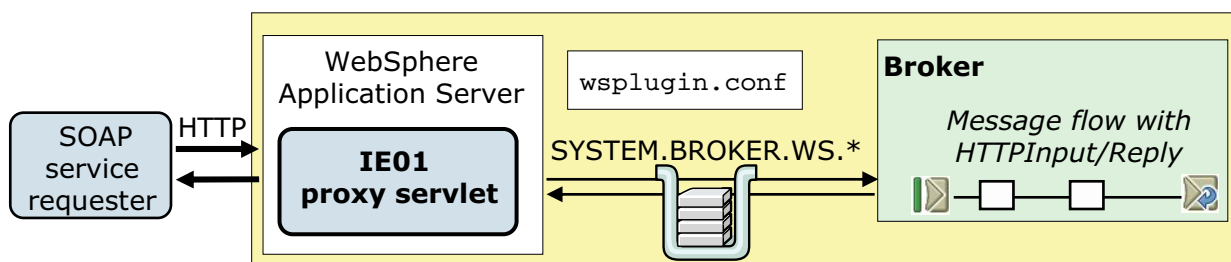 SOAP
service
requester
HTTP
WebSphere
Application Server
IE01
proxy servlet
wsplugin.conf
SYSTEM.BROKER.WS.*
Broker
Message flow with
HTTPInput/Reply